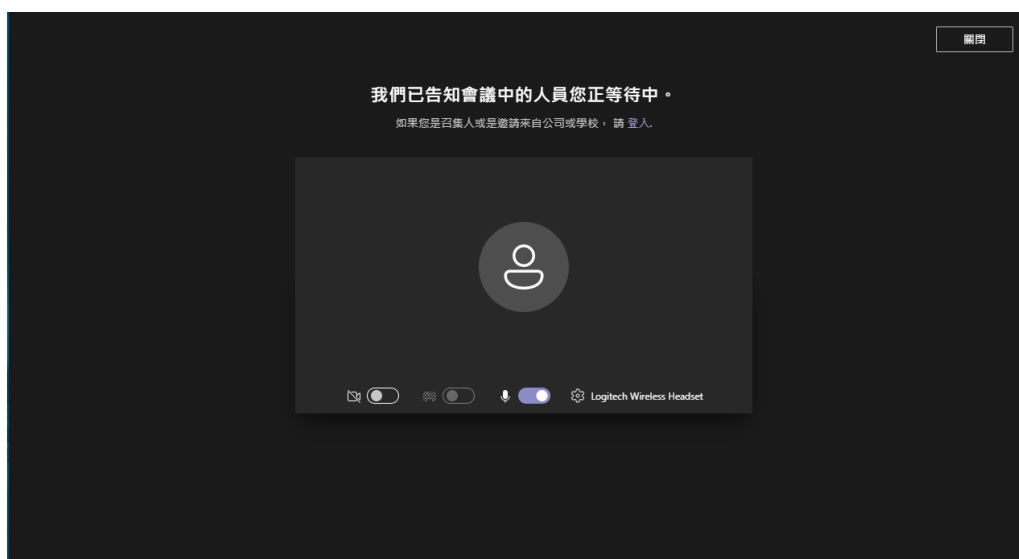 關閉
我們已告知會議中的人員您正等待中。
如果您是召集人或是邀請來自公司或學校， 請 登入.
Logitech Wireless Headset